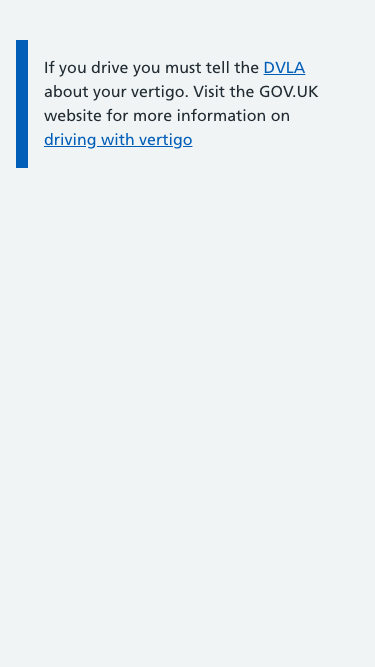 If you drive you must tell the DVLA
about your vertigo. Visit the GOV.UK
website for more information on
driving with vertigo